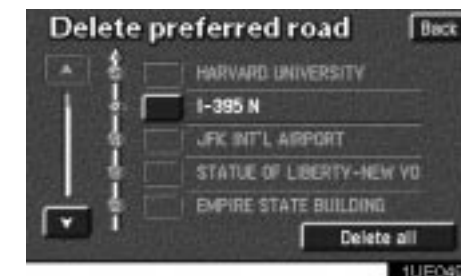 Delete preferred road Back
HARVARD UNIVERSITY
I-395 N
JFK INT'L AIRPORT
STATUE OF LIBERTY-NEW YO
EMPIRE STATE BUILDING
Delete all